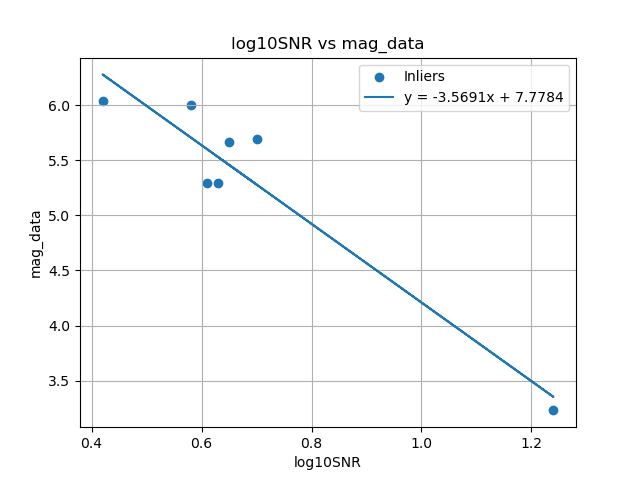 log10SNR vs mag_data
Inliers
y = -3.5691x + 7.7784
6.0
5.5
5.0
4.5
4.0
3.5
mag_data
0.4 0.6 0.8 1.0 1.2
log10SNR